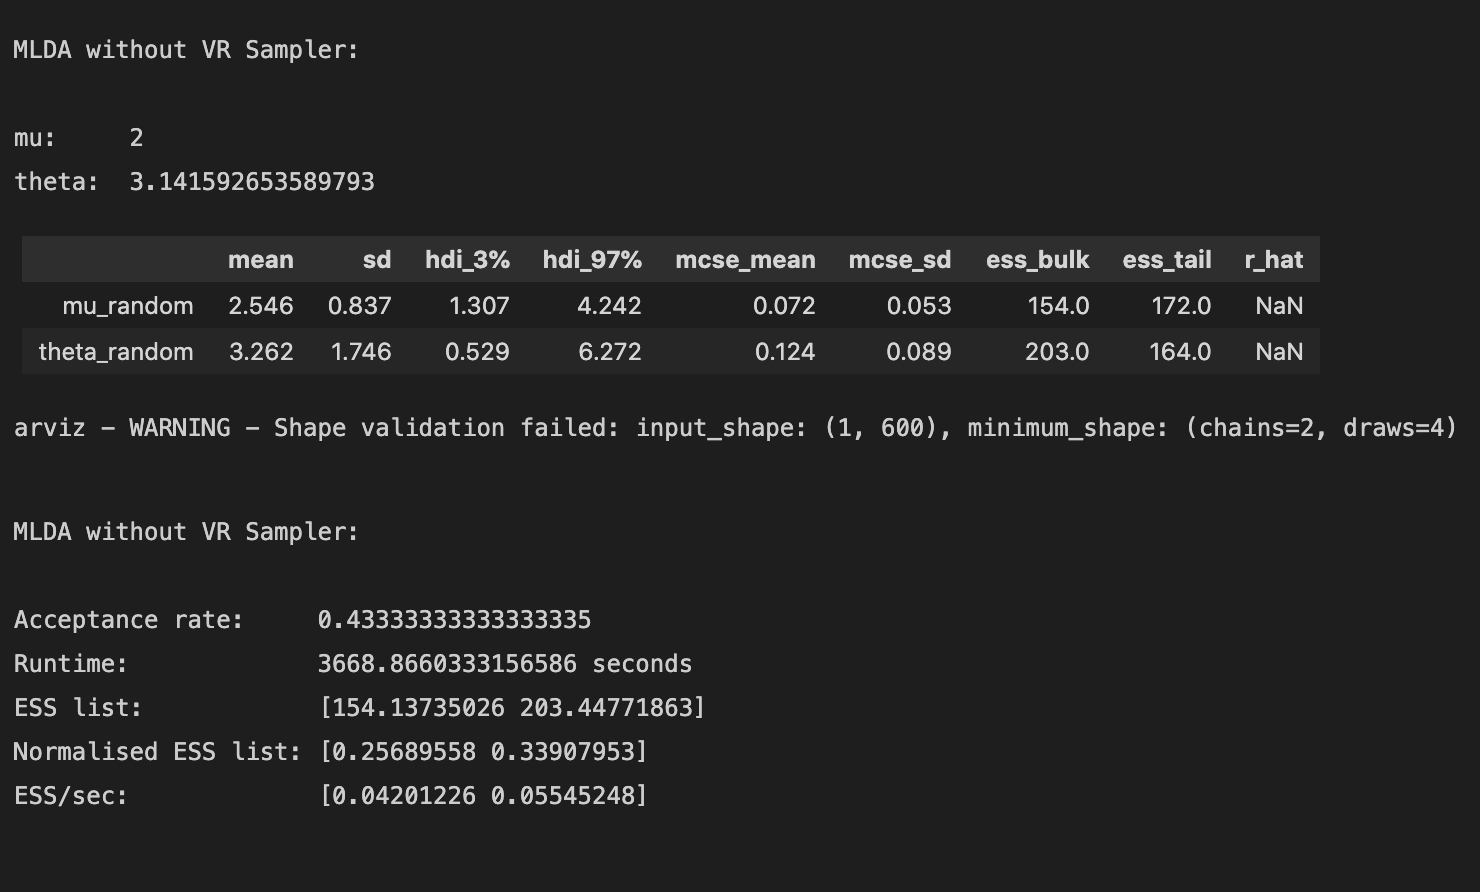 MLDA without VR Sampler:
mu: 2
theta: 3.141592653589793
mean sd hdi_3% hdi_97% mcse_mean mcse_sd ess_bulk ess_tail r_hat
mu_random 2.546 0.837 1.307 4.242 0.072 0.053 154.0 172.0 NaN
theta_random 3.262 1.746 0.529 6.272 0.124 0.089 203.0 164.0 NaN
arviz - WARNING - Shape validation failed: input_shape: (1, 600), minimum_shape: (chains=2, draws=4)
MLDA without VR Sampler:
Acceptance rate: 0.43333333333333335
Runtime: 3668.8660333156586 seconds
ESS list: [154.13735026 203.44771863]
Normalised ESS list: [0.25689558 0.33907953]
ESS/sec: [0.04201226 0.05545248]